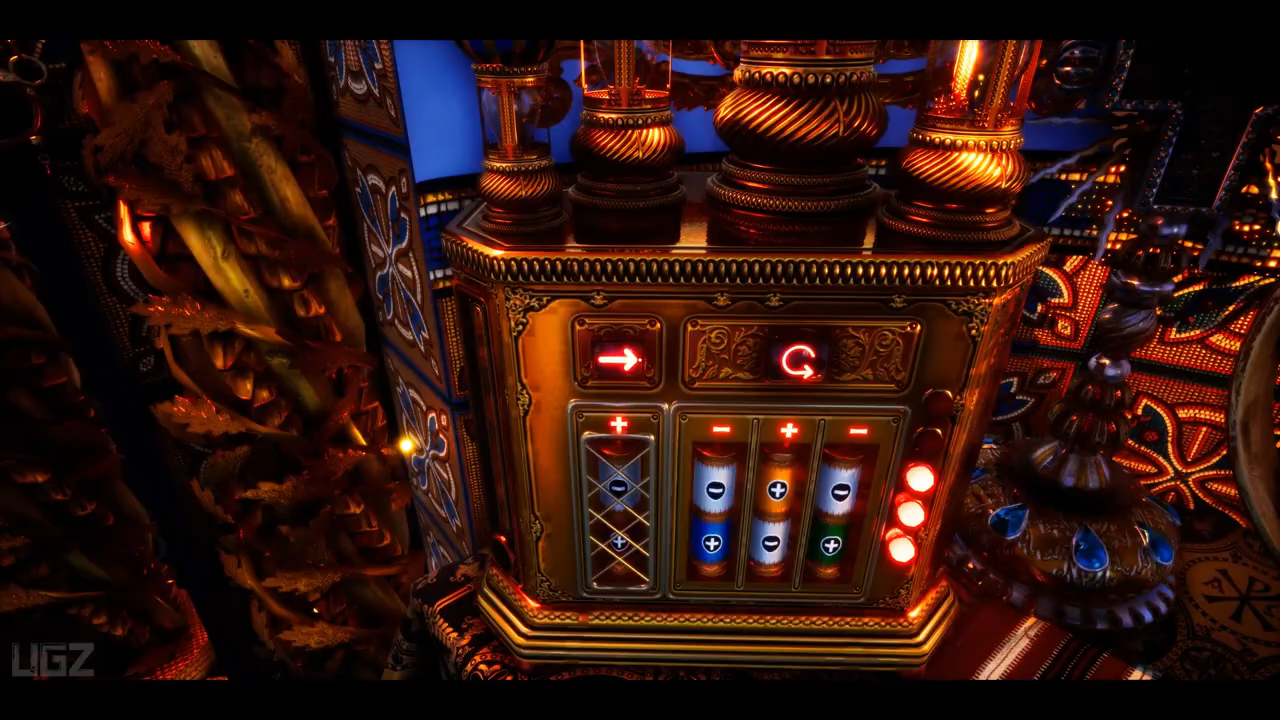 +
− + −
− − + −
+ + − +
UGZ